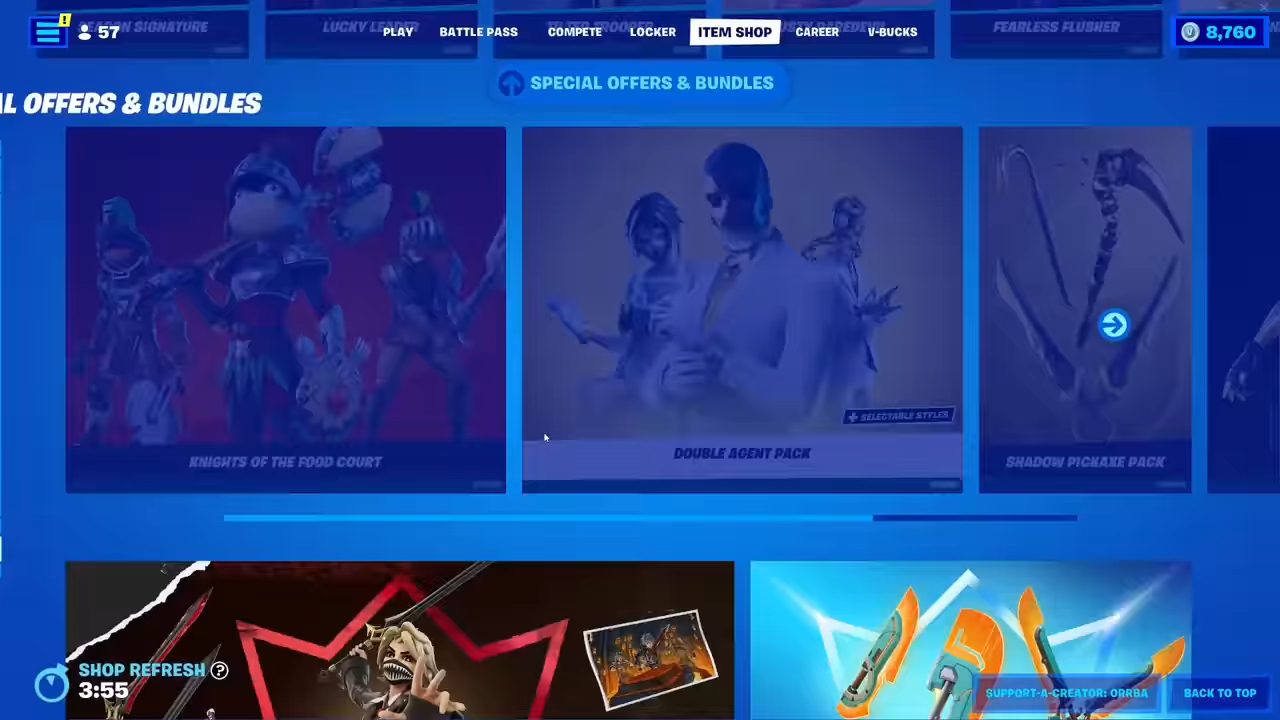 LUCKY LEADER
FEARLESS FLUSHER
57
PLAY
BATTLE PASS
COMPETE
LOCKER
ITEM SHOP
CAREER
V-BUCKS
8,760
SPECIAL OFFERS & BUNDLES
L OFFERS & BUNDLES
+ SELECTABLE STYLES
KNIGHTS OF THE FOOD COURT
DOUBLE AGENT PACK
SHADOW PICKAXE PACK
SHOP REFRESH ?
3:55
SUPPORT-A-CREATOR: ORRBA
BACK TO TOP